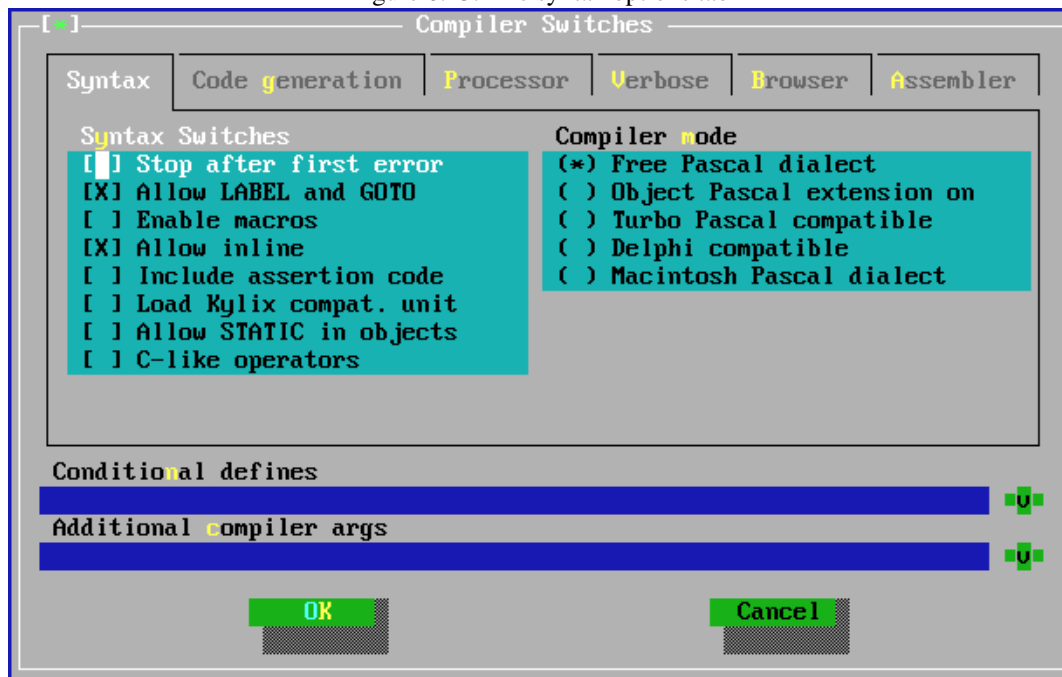 [*] Compiler Switches
Syntax Code generation Processor Verbose Browser Assembler
Syntax Switches
[ ] Stop after first error
[X] Allow LABEL and GOTO
[ ] Enable macros
[X] Allow inline
[ ] Include assertion code
[ ] Load Kylix compat. unit
[ ] Allow STATIC in objects
[ ] C-like operators
Compiler mode
(*) Free Pascal dialect
( ) Object Pascal extension on
( ) Turbo Pascal compatible
( ) Delphi compatible
( ) Macintosh Pascal dialect
Conditional defines
Additional compiler args
OK Cancel